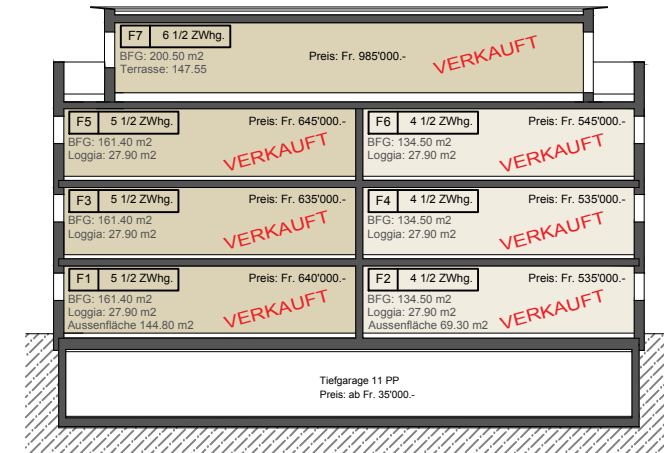 F7 6 1/2 ZWhg.
BFG: 200.50 m2
Terrasse: 147.55
Preis: Fr. 985'000.-
VERKAUFT
F5 5 1/2 ZWhg. Preis: Fr. 645'000.-
BFG: 161.40 m2
Loggia: 27.90 m2
VERKAUFT
F6 4 1/2 ZWhg. Preis: Fr. 545'000.-
BFG: 134.50 m2
Loggia: 27.90 m2
VERKAUFT
F3 5 1/2 ZWhg. Preis: Fr. 635'000.-
BFG: 161.40 m2
Loggia: 27.90 m2
VERKAUFT
F4 4 1/2 ZWhg. Preis: Fr. 535'000.-
BFG: 134.50 m2
Loggia: 27.90 m2
VERKAUFT
F1 5 1/2 ZWhg. Preis: Fr. 640'000.-
BFG: 161.40 m2
Loggia: 27.90 m2
Aussenfläche 144.80 m2
VERKAUFT
F2 4 1/2 ZWhg. Preis: Fr. 535'000.-
BFG: 134.50 m2
Loggia: 27.90 m2
Aussenfläche 69.30 m2
VERKAUFT
Tiefgarage 11 PP
Preis: ab Fr. 35'000.-